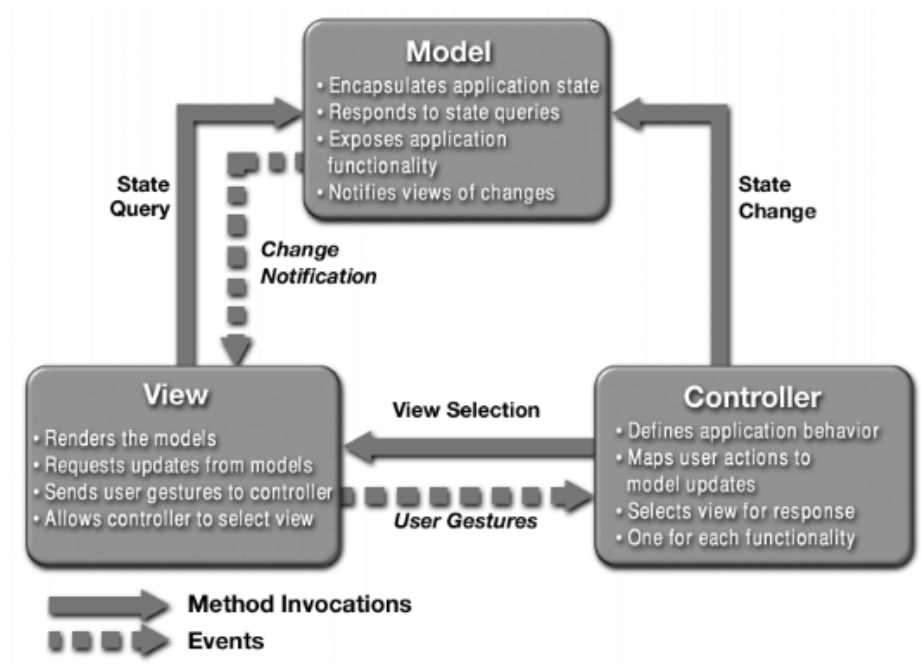 Model
• Encapsulates application state
• Responds to state queries
• Exposes application
functionality
• Notifies views of changes
State
Query
Change
Notification
State
Change
View
• Renders the models
• Requests updates from models
• Sends user gestures to controller
• Allows controller to select view
View Selection
User Gestures
Controller
• Defines application behavior
• Maps user actions to
model updates
• Selects view for response
• One for each functionality
Method Invocations
Events